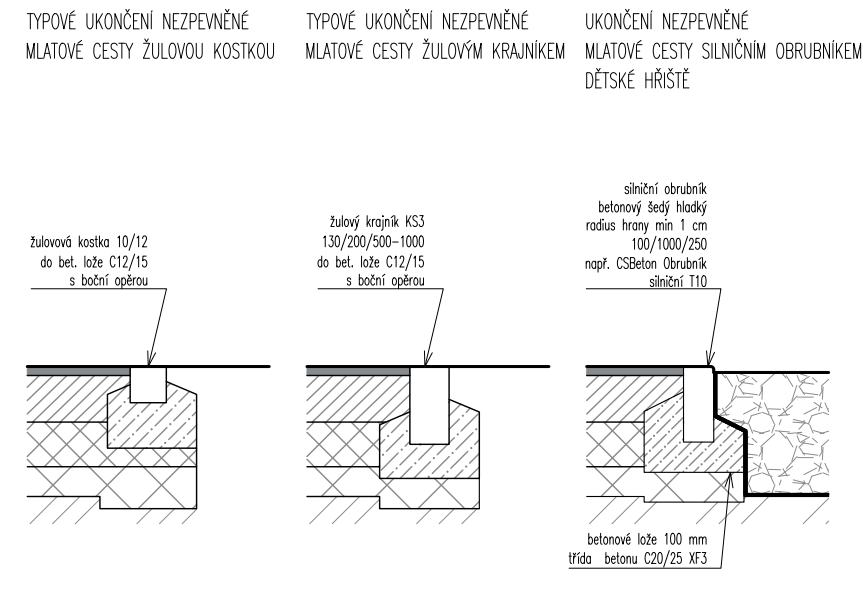 TYPOVÉ UKONČENÍ NEZPEVNĚNÉ
MLATOVÉ CESTY ŽULOVOU KOSTKOU
TYPOVÉ UKONČENÍ NEZPEVNĚNÉ
MLATOVÉ CESTY ŽULOVÝM KRAJNÍKEM
UKONČENÍ NEZPEVNĚNÉ
MLATOVÉ CESTY SILNIČNÍM OBRUBNÍKEM
DĚTSKÉ HŘIŠTĚ
žulovová kostka 10/12
do bet. lože C12/15
s boční opěrou
žulový krajník KS3
130/200/500-1000
do bet. lože C12/15
s boční opěrou
silniční obrubník
betonový šedý hladký
radius hrany min 1 cm
100/1000/250
např. CSBeton Obrubník
silniční T10
betonové lože 100 mm
třída betonu C20/25 XF3